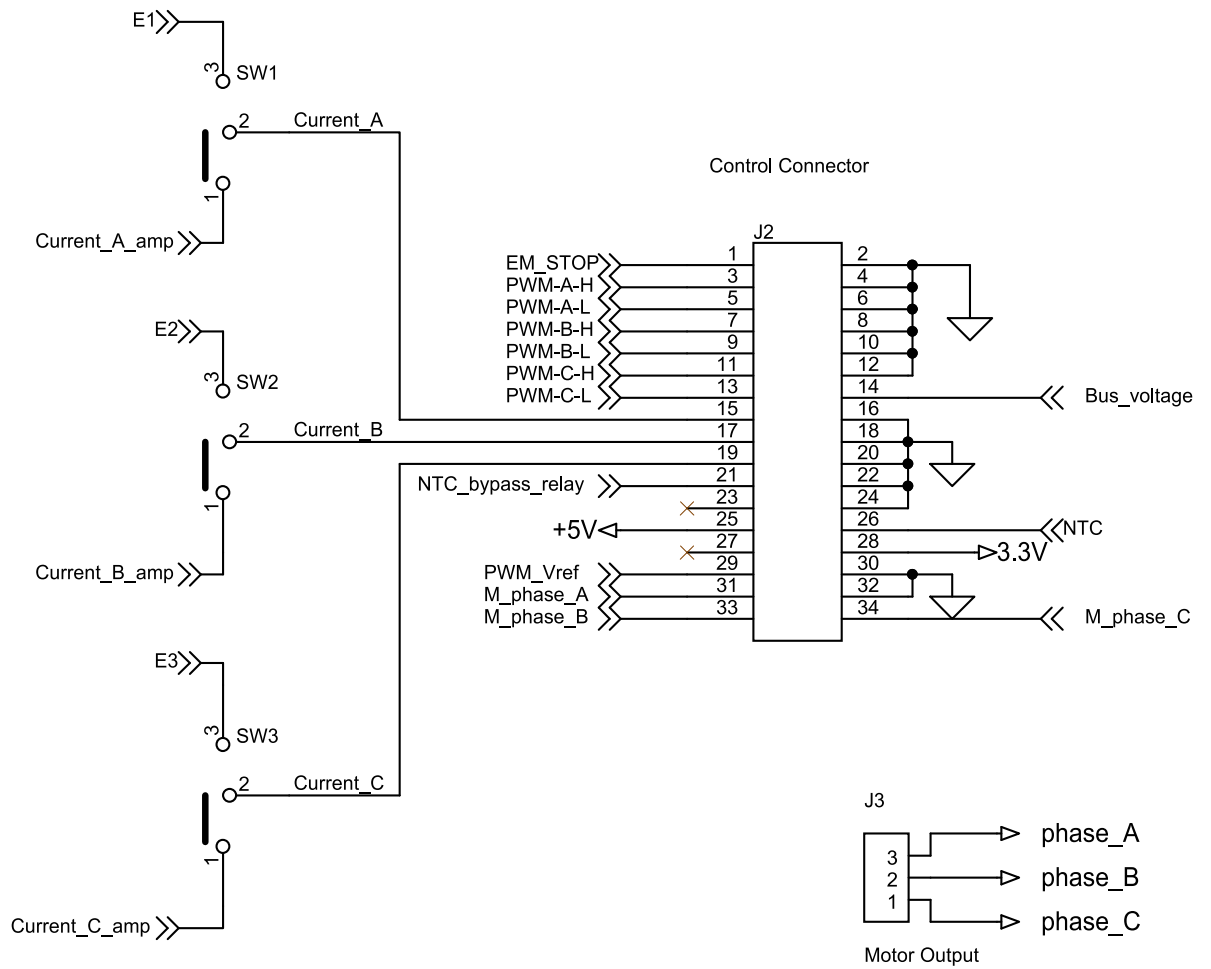 E1
3
SW1
2
Current_A
1
Current_A_amp
E2
3
SW2
2
Current_B
1
Current_B_amp
E3
3
SW3
2
Current_C
1
Current_C_amp
Control Connector
J2
EM_STOP 1 2
PWM-A-H 3 4
PWM-A-L 5 6
PWM-B-H 7 8
PWM-B-L 9 10
PWM-C-H 11 12
PWM-C-L 13 14 Bus_voltage
15 16
17 18
19 20
NTC_bypass_relay 21 22
23 24
+5V 25 26 NTC
27 28 3.3V
PWM_Vref 29 30
M_phase_A 31 32
M_phase_B 33 34 M_phase_C
J3
3 phase_A
2 phase_B
1 phase_C
Motor Output